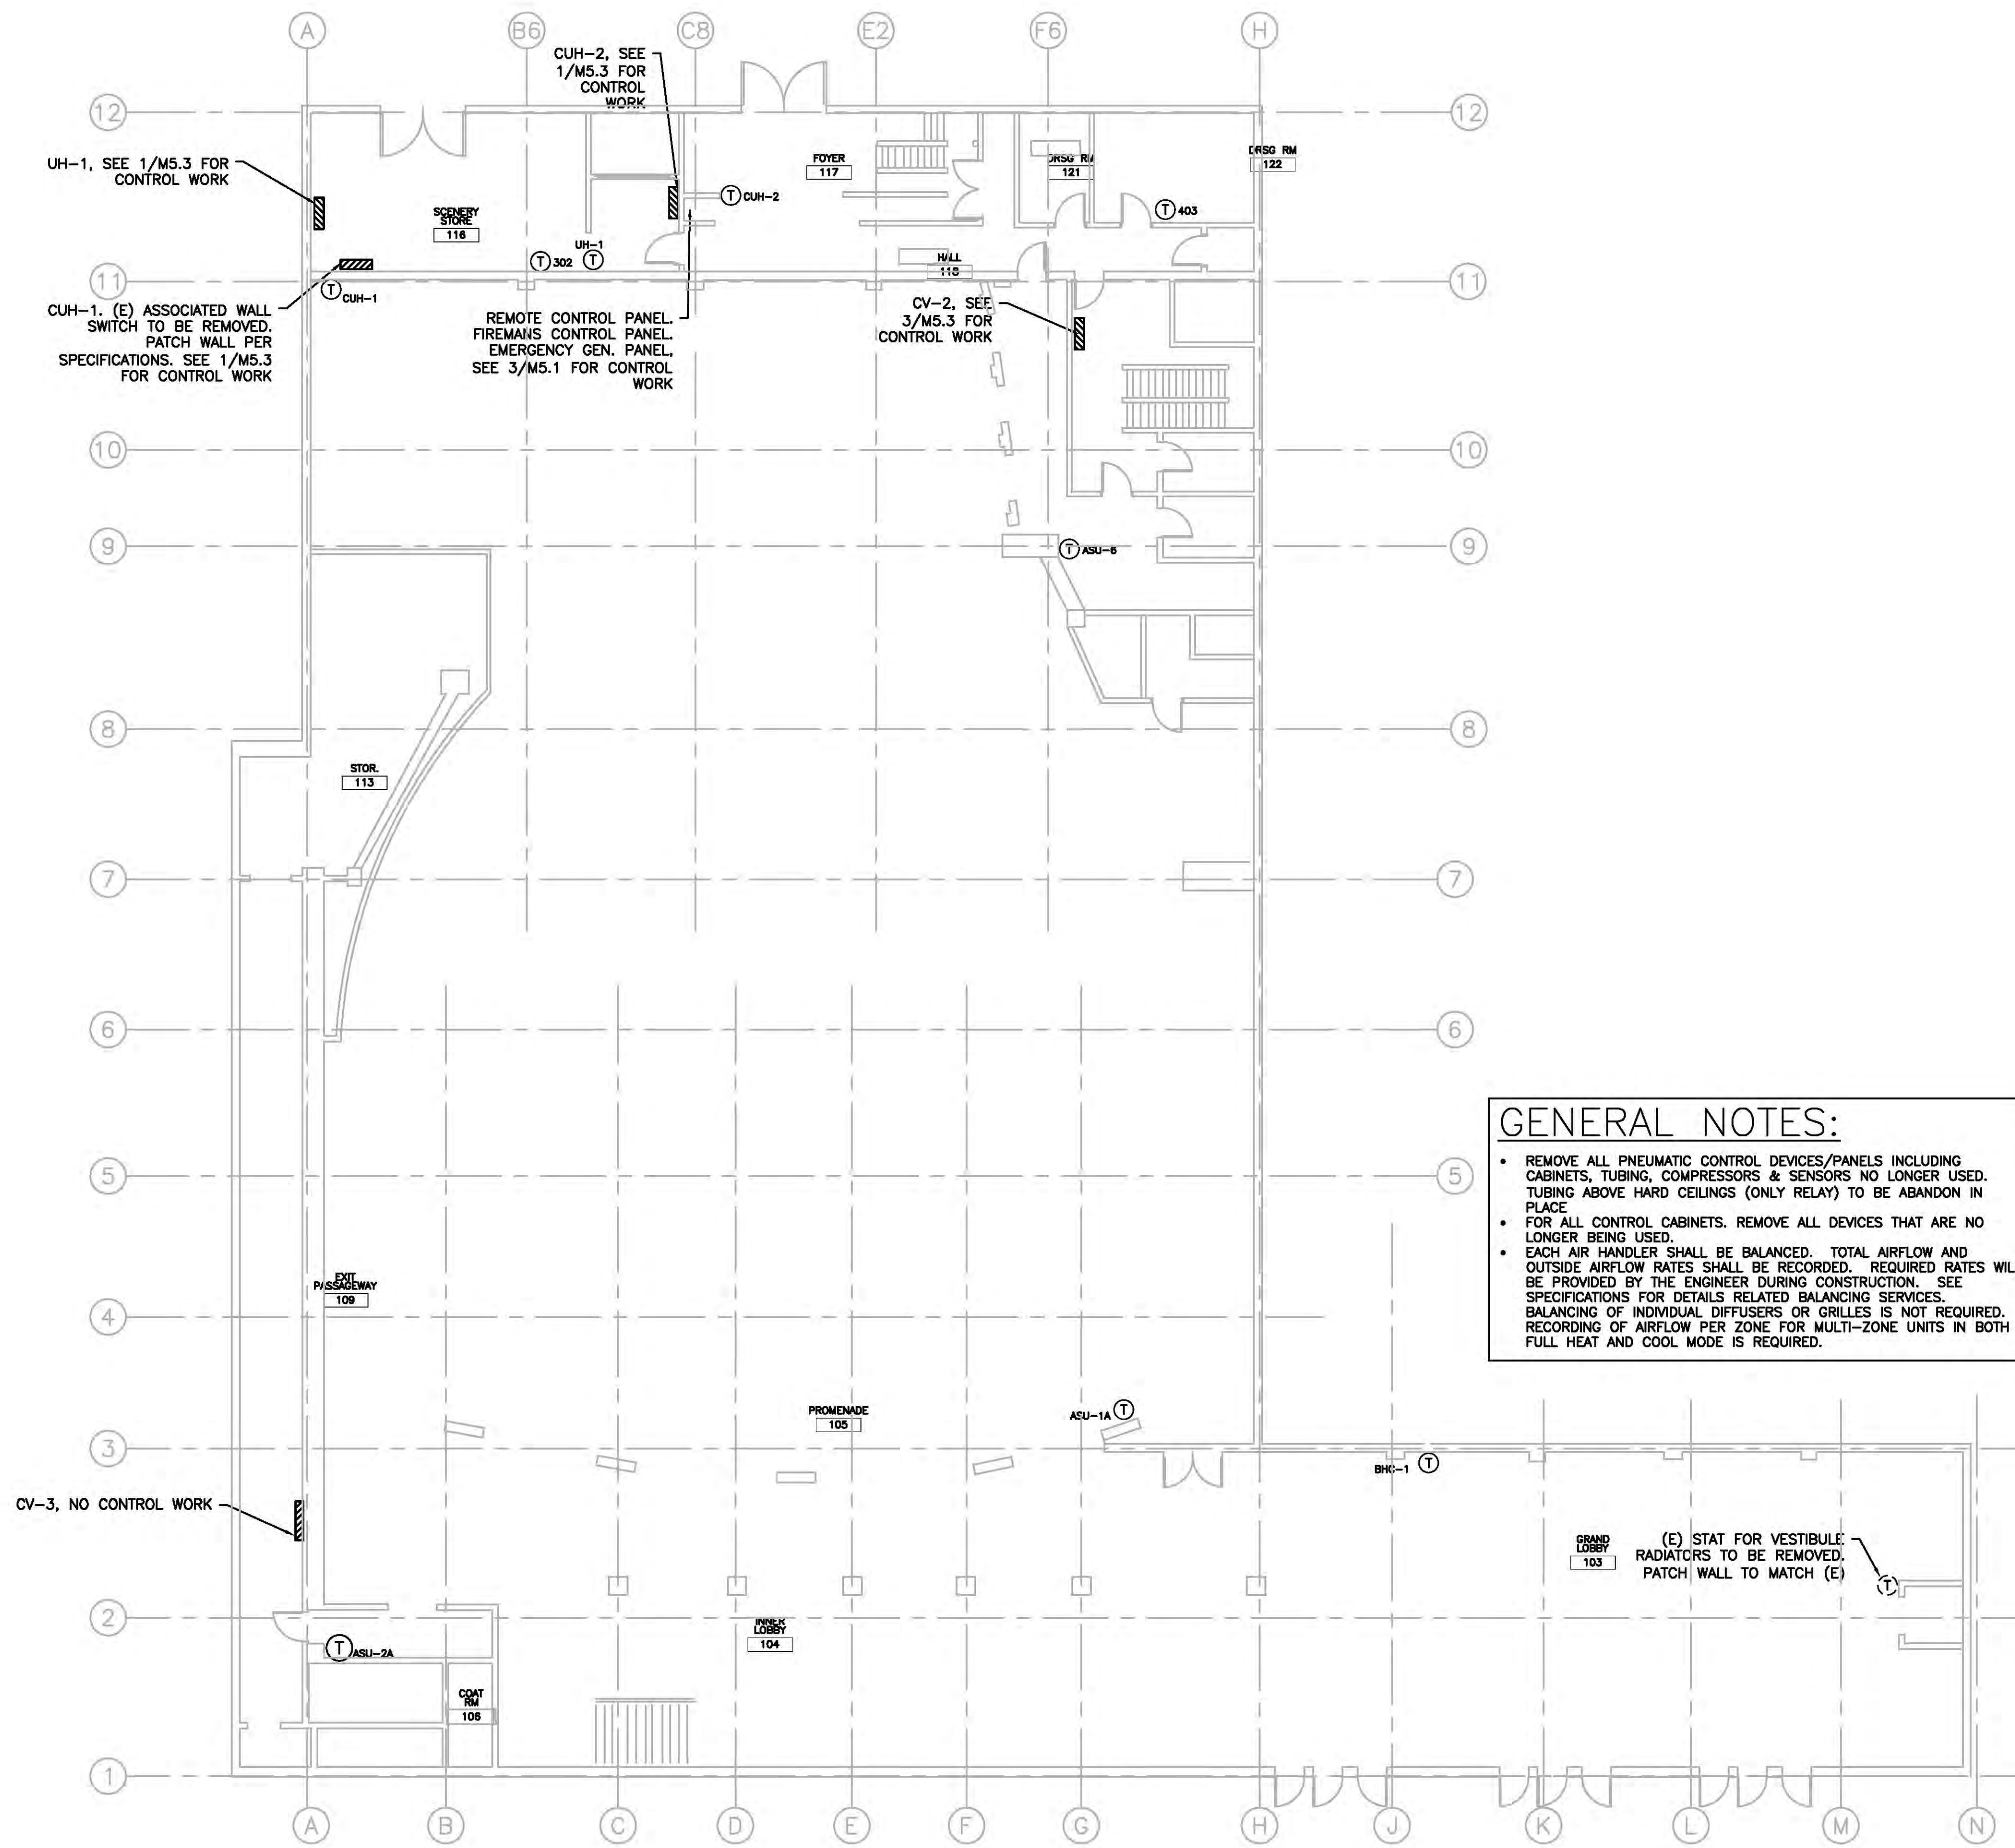 A
B6
C8
E2
F6
H
CUH-2, SEE
1/M5.3 FOR
CONTROL
WORK
12
12
UH-1, SEE 1/M5.3 FOR
CONTROL WORK
FOYER
117
DRSG RM
121
DRSG RM
122
T CUH-2
T 403
SCENERY
STORE
116
UH-1
T
T 302
HALL
118
11
11
T CUH-1
CUH-1. (E) ASSOCIATED WALL
SWITCH TO BE REMOVED.
PATCH WALL PER
SPECIFICATIONS. SEE 1/M5.3
FOR CONTROL WORK
REMOTE CONTROL PANEL.
FIREMANS CONTROL PANEL.
EMERGENCY GEN. PANEL,
SEE 3/M5.1 FOR CONTROL
WORK
CV-2, SEE
3/M5.3 FOR
CONTROL WORK
10
10
9
9
T ASU-6
8
8
STOR.
113
7
7
6
6
5
5
GENERAL NOTES:
• REMOVE ALL PNEUMATIC CONTROL DEVICES/PANELS INCLUDING
CABINETS, TUBING, COMPRESSORS & SENSORS NO LONGER USED.
TUBING ABOVE HARD CEILINGS (ONLY RELAY) TO BE ABANDON IN
PLACE
• FOR ALL CONTROL CABINETS. REMOVE ALL DEVICES THAT ARE NO
LONGER BEING USED.
• EACH AIR HANDLER SHALL BE BALANCED. TOTAL AIRFLOW AND
OUTSIDE AIRFLOW RATES SHALL BE RECORDED. REQUIRED RATES WIL
BE PROVIDED BY THE ENGINEER DURING CONSTRUCTION. SEE
SPECIFICATIONS FOR DETAILS RELATED BALANCING SERVICES.
BALANCING OF INDIVIDUAL DIFFUSERS OR GRILLES IS NOT REQUIRED.
RECORDING OF AIRFLOW PER ZONE FOR MULTI-ZONE UNITS IN BOTH
FULL HEAT AND COOL MODE IS REQUIRED.
EXIT
PASSAGEWAY
109
4
PROMENADE
105
ASU-1A T
3
BHC-1 T
CV-3, NO CONTROL WORK
GRAND
LOBBY
103
(E) STAT FOR VESTIBULE
RADIATORS TO BE REMOVED.
PATCH WALL TO MATCH (E)
T
2
INNER
LOBBY
104
T ASU-2A
COAT
RM
106
1
A
B
C
D
E
F
G
H
J
K
L
M
N